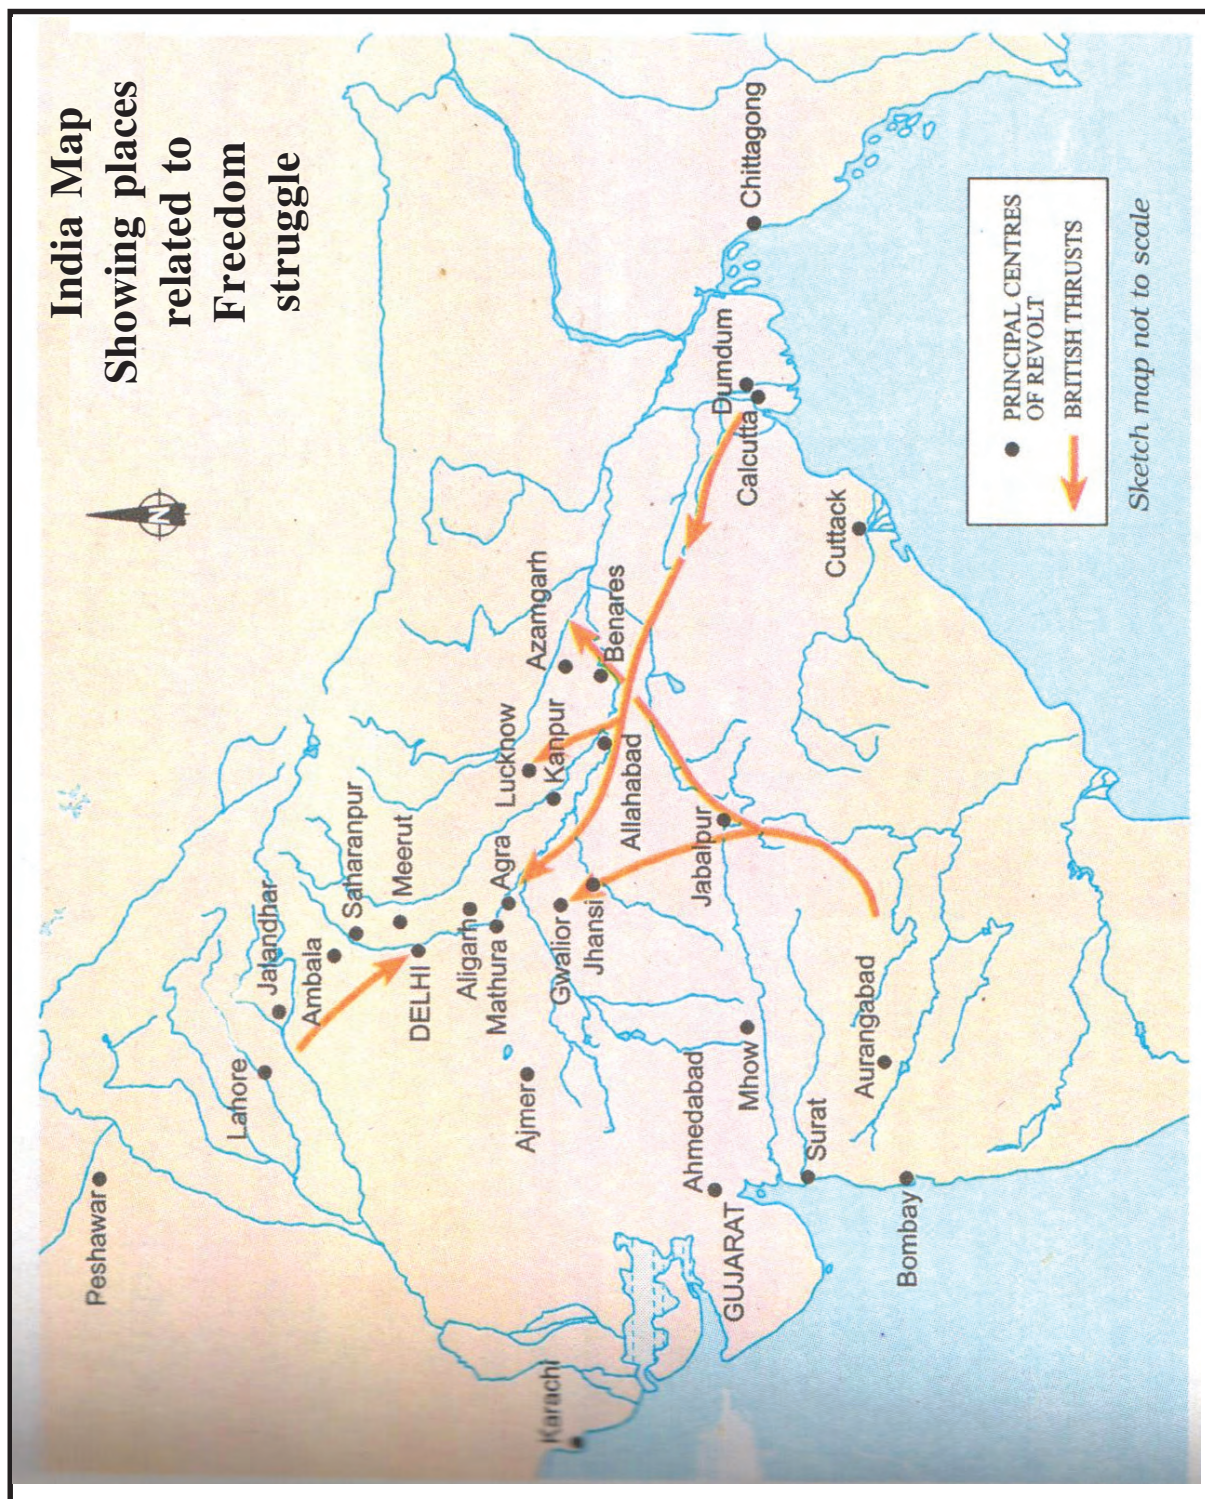 India Map
Showing places
related to
Freedom
struggle
N
Peshawar
Lahore
Jalandhar
Ambala
Saharanpur
Meerut
DELHI
Aligarh
Mathura
Agra
Ajmer
Gwalior
Jhansi
Lucknow
Kanpur
Allahabad
Azamgarh
Benares
Karachi
Ahmedabad
GUJARAT
Mhow
Jabalpur
Surat
Aurangabad
Bombay
Dumdum
Calcutta
Chittagong
Cuttack
PRINCIPAL CENTRES
OF REVOLT
BRITISH THRUSTS
Sketch map not to scale